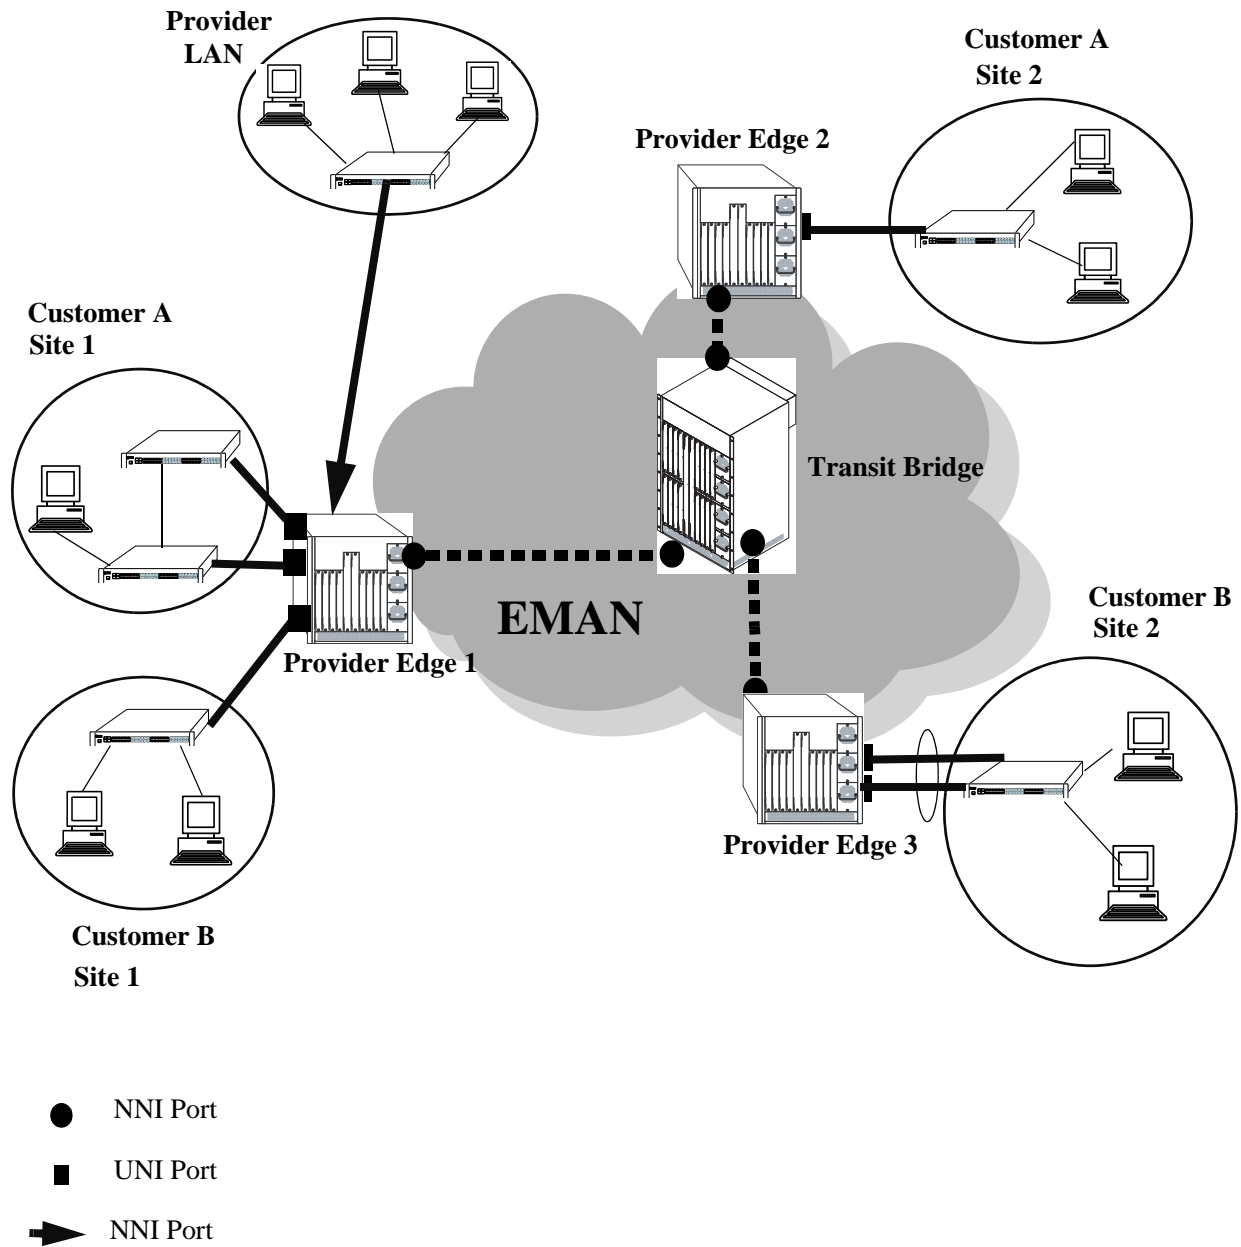 Provider
LAN
Customer A
Site 2
Provider Edge 2
Customer A
Site 1
Transit Bridge
EMAN
Customer B
Site 2
Provider Edge 1
Provider Edge 3
Customer B
Site 1
NNI Port
UNI Port
NNI Port